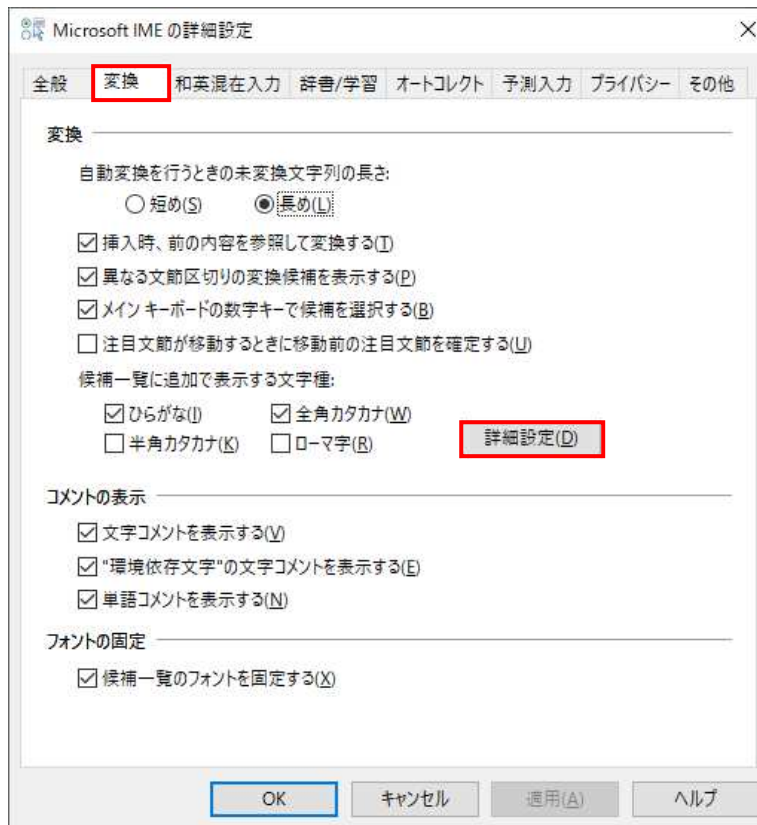 Microsoft IME の詳細設定
全般 変換 和英混在入力 辞書/学習 オートコレクト 予測入力 プライバシー その他
変換
自動変換を行うときの未変換文字列の長さ:
短め(S) 長め(L)
挿入時、前の内容を参照して変換する(T)
異なる文節区切りの変換候補を表示する(P)
メイン キーボードの数字キーで候補を選択する(B)
注目文節が移動するときに移動前の注目文節を確定する(U)
候補一覧に追加で表示する文字種:
ひらがな(I) 全角カタカナ(W)
半角カタカナ(K) ローマ字(R) 詳細設定(D)
コメントの表示
文字コメントを表示する(V)
"環境依存文字"の文字コメントを表示する(E)
単語コメントを表示する(N)
フォントの固定
候補一覧のフォントを固定する(X)
OK キャンセル 適用(A) ヘルプ